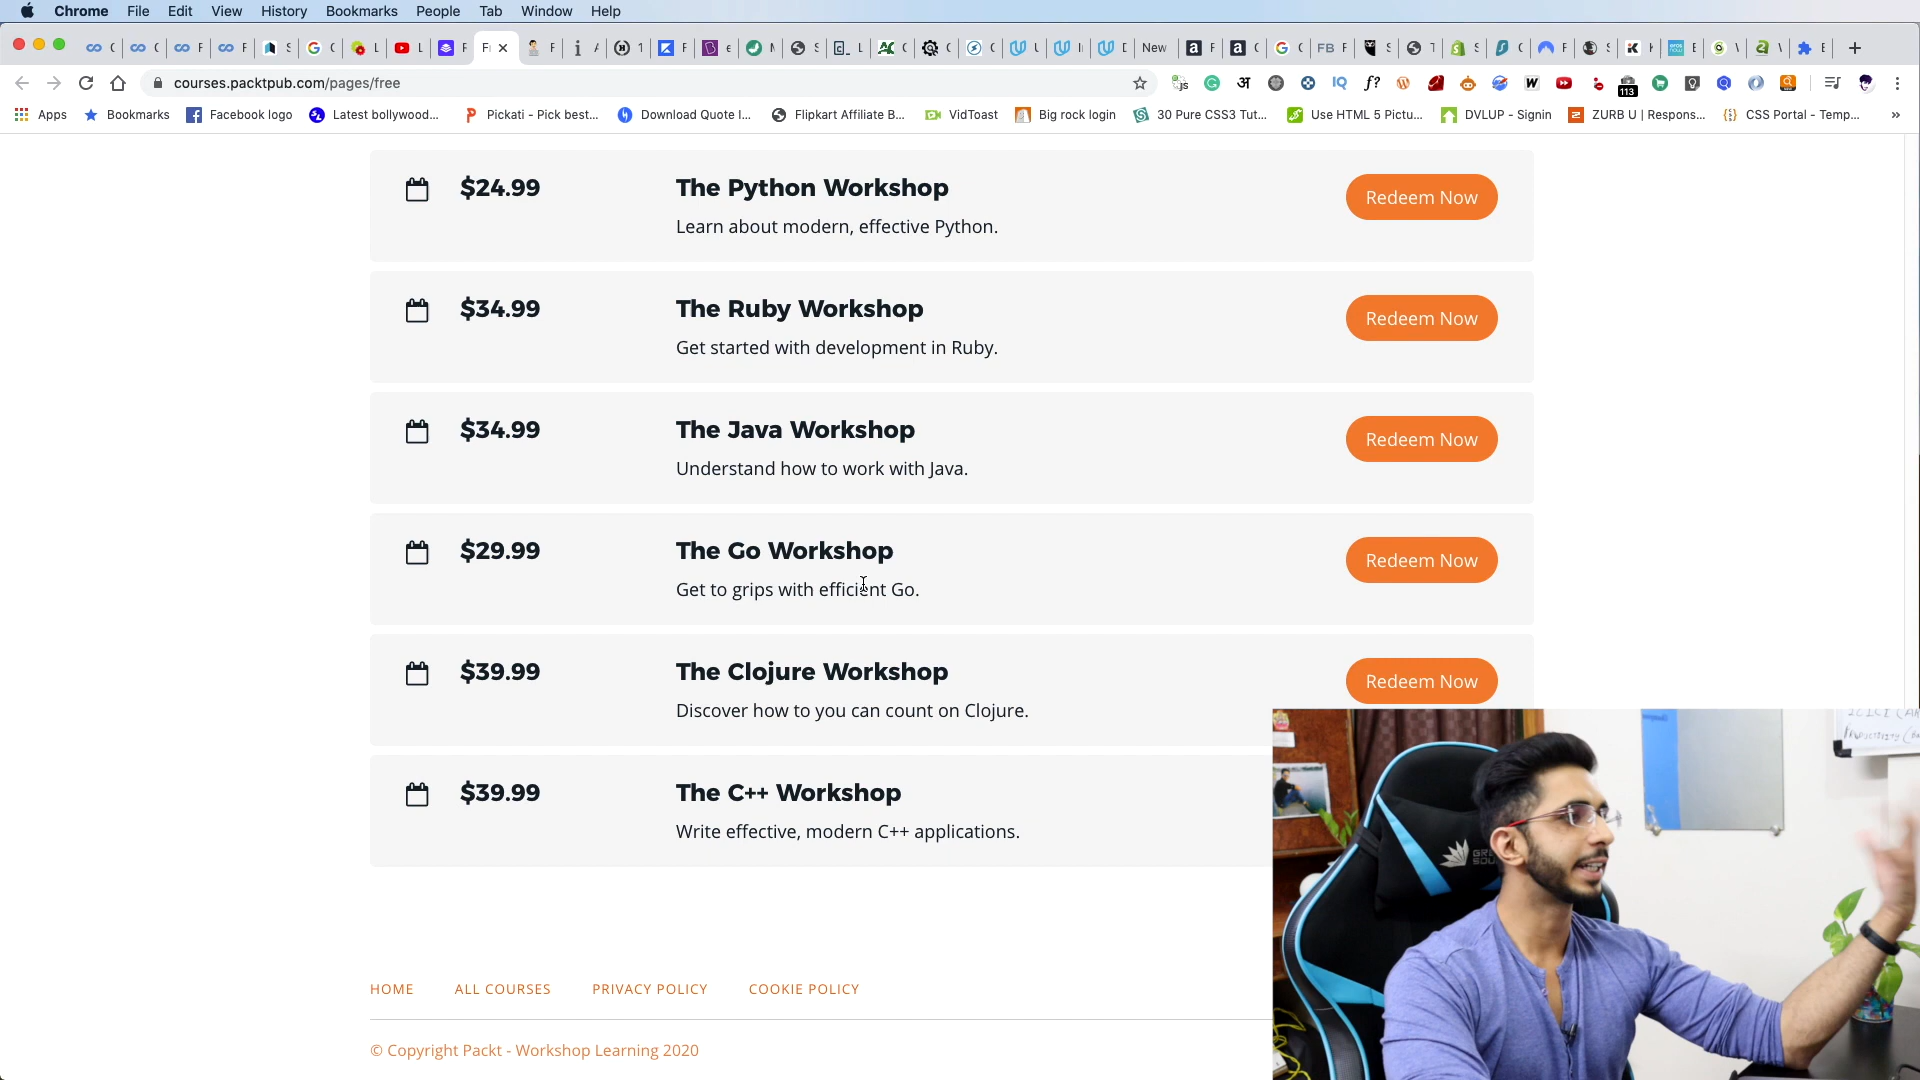 Chrome File Edit View History Bookmarks People Tab Window Help
New
courses.packtpub.com/pages/free
113
Apps Bookmarks Facebook logo Latest bollywood... Pickati - Pick best... Download Quote I... Flipkart Affiliate B... VidToast Big rock login 30 Pure CSS3 Tut... Use HTML 5 Pictu... DVLUP - Signin ZURB U | Respons... CSS Portal - Temp... »
$24.99 The Python Workshop Redeem Now
Learn about modern, effective Python.
$34.99 The Ruby Workshop Redeem Now
Get started with development in Ruby.
$34.99 The Java Workshop Redeem Now
Understand how to work with Java.
$29.99 The Go Workshop Redeem Now
Get to grips with efficient Go.
$39.99 The Clojure Workshop Redeem Now
Discover how to you can count on Clojure.
$39.99 The C++ Workshop
Write effective, modern C++ applications.
HOME ALL COURSES PRIVACY POLICY COOKIE POLICY
© Copyright Packt - Workshop Learning 2020